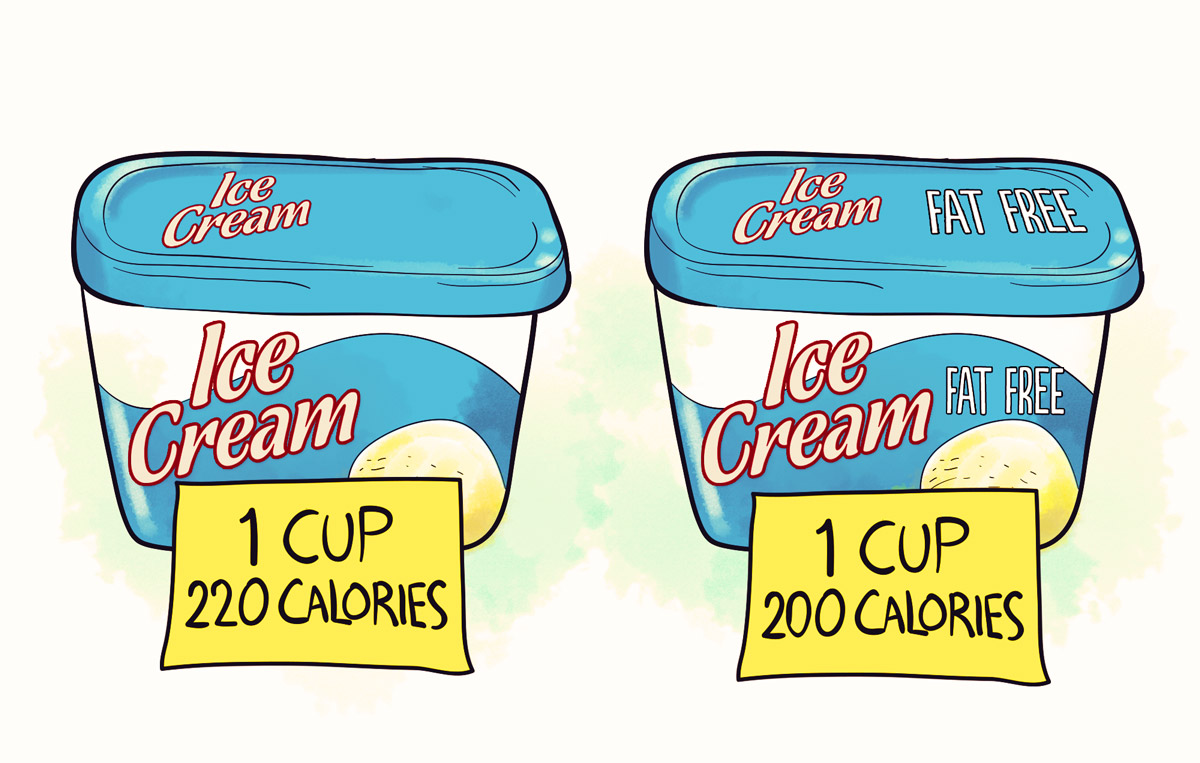 Ice
Cream
Ice
Cream
1 CUP
220 CALORIES
Ice
Cream
FAT FREE
Ice
Cream
FAT FREE
1 CUP
200 CALORIES